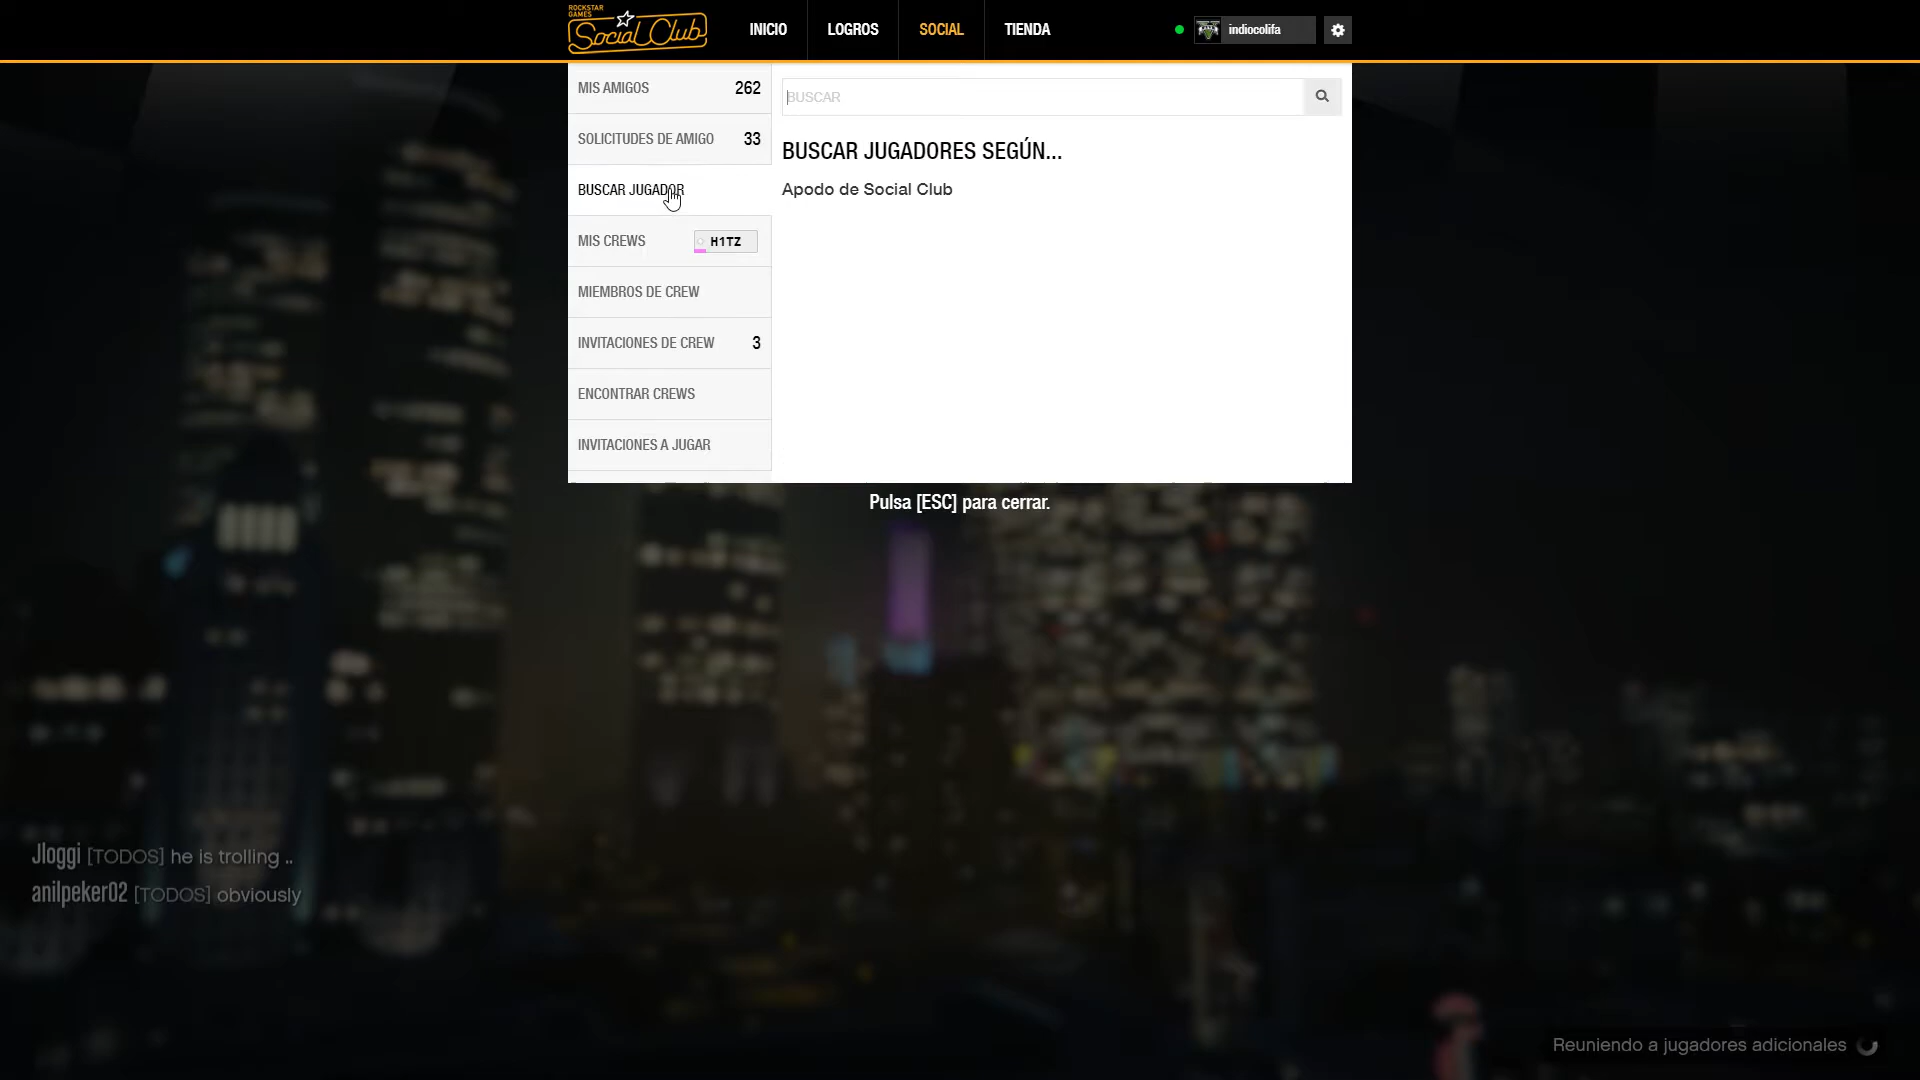 ROCKSTAR
GAMES
Social Club
INICIO
LOGROS
SOCIAL
TIENDA
indiocolifa
MIS AMIGOS 262
SOLICITUDES DE AMIGO 33
BUSCAR JUGADOR
MIS CREWS H1TZ
MIEMBROS DE CREW
INVITACIONES DE CREW 3
ENCONTRAR CREWS
INVITACIONES A JUGAR
BUSCAR
BUSCAR JUGADORES SEGÚN...
Apodo de Social Club
Pulsa [ESC] para cerrar.
Jloggi [TODOS] he is trolling ..
anilpeker02 [TODOS] obviously
Reuniendo a jugadores adicionales